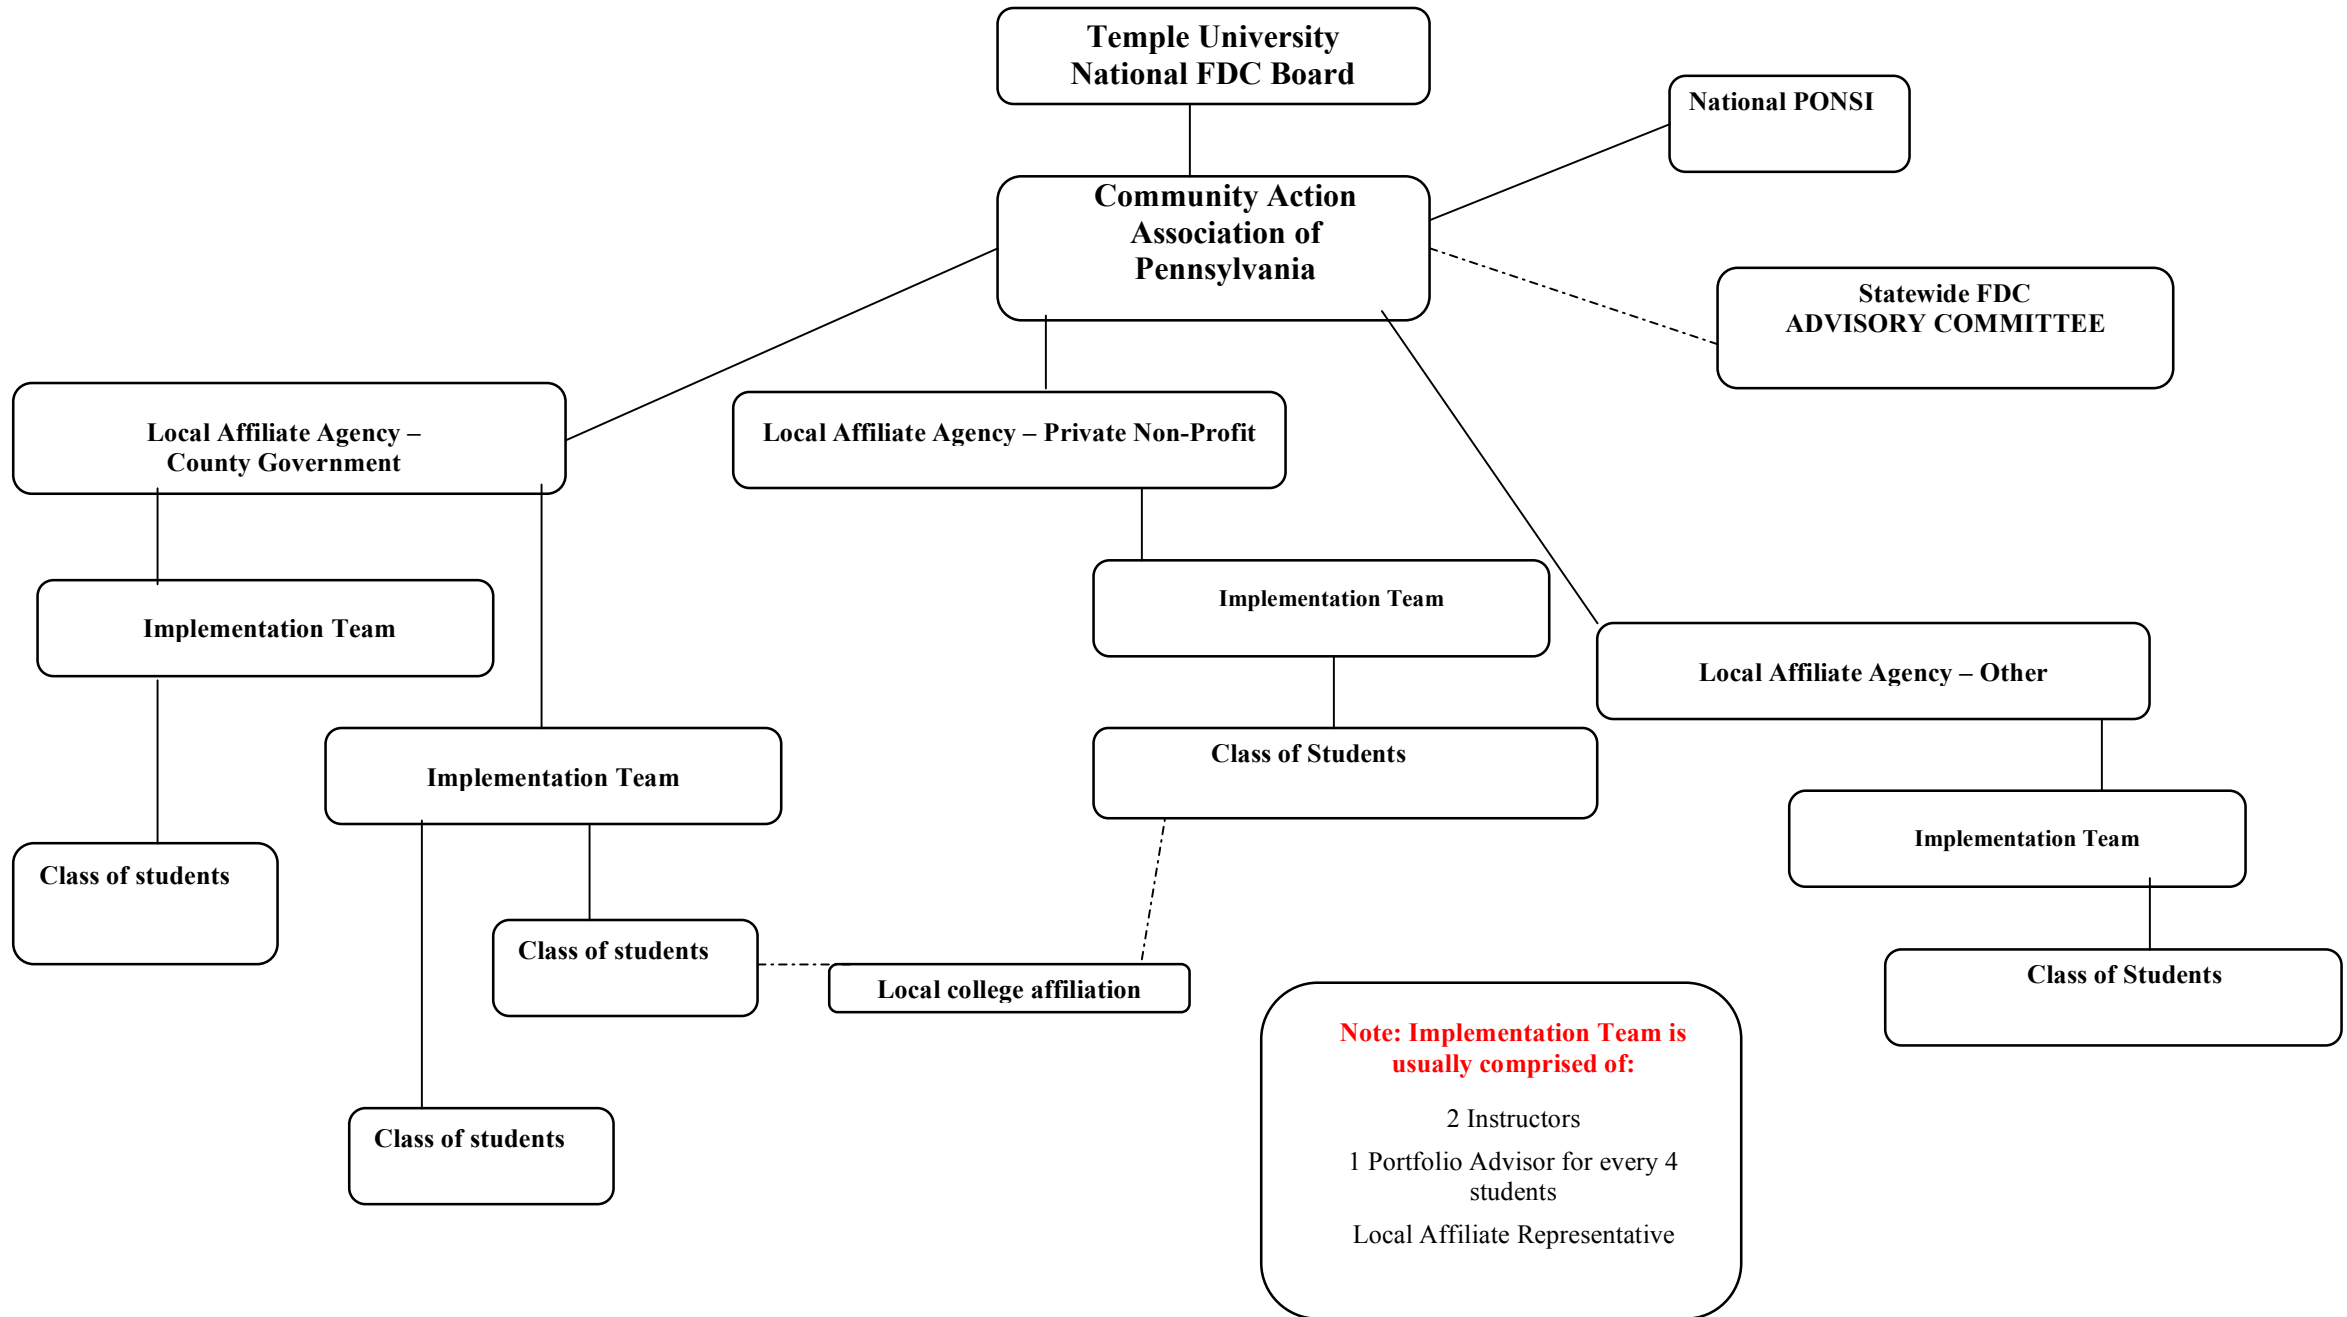 Temple University
National FDC Board
National PONSI
Community Action
Association of
Pennsylvania
Statewide FDC
ADVISORY COMMITTEE
Local Affiliate Agency –
County Government
Local Affiliate Agency – Private Non-Profit
Implementation Team
Implementation Team
Local Affiliate Agency – Other
Implementation Team
Class of Students
Implementation Team
Class of students
Class of students
Local college affiliation
Class of Students
Class of students
Note: Implementation Team is
usually comprised of:
2 Instructors
1 Portfolio Advisor for every 4
students
Local Affiliate Representative